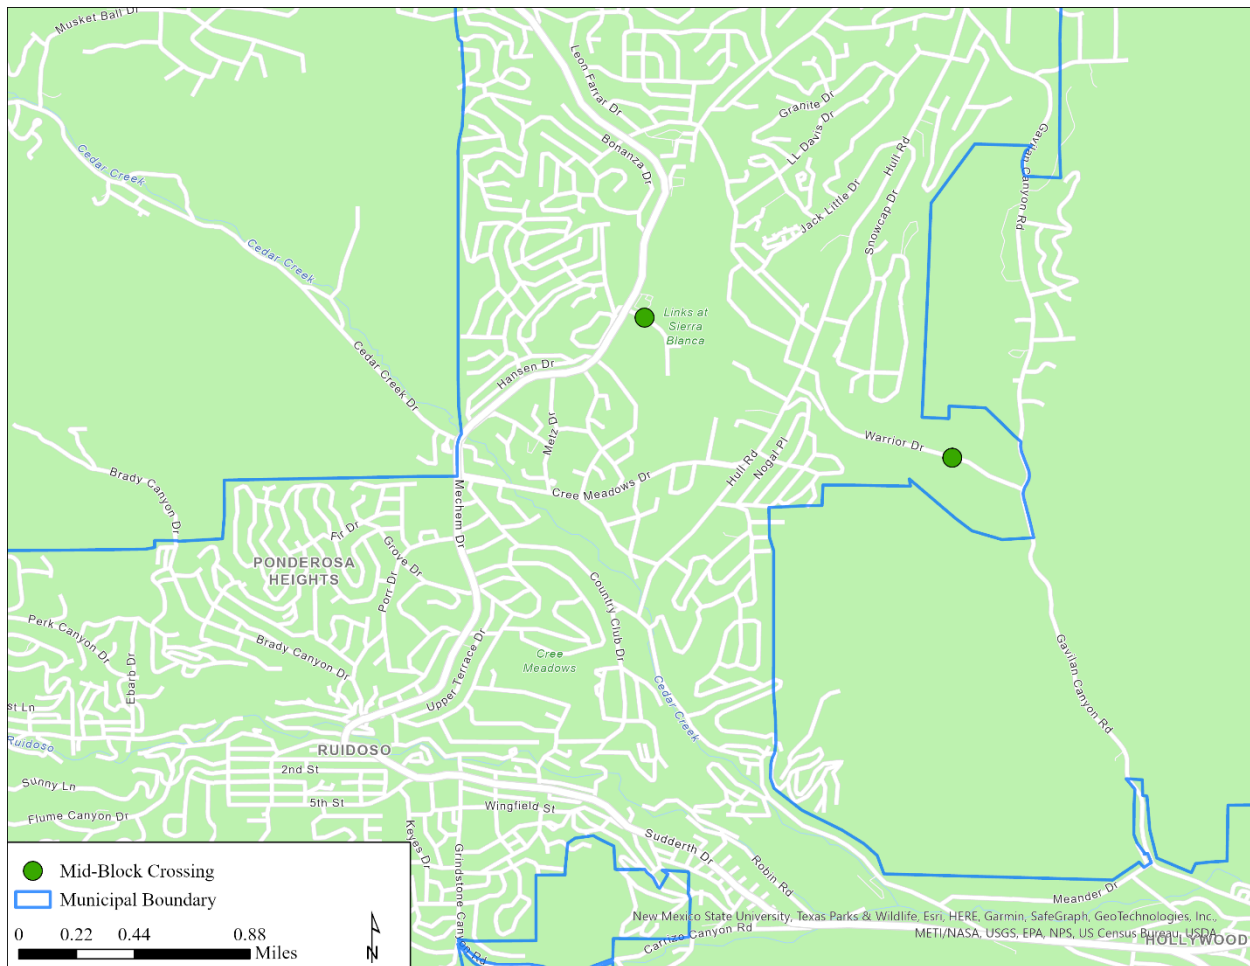 Musket Ball Dr
Leon Farrar Dr
Granite Dr
Gavilan Canyon Rd
Bonanza Dr
LL Davis Dr
Hull Rd
Cedar Creek
Jack Little Dr
Snowcap Dr
Cedar Creek
Links at
Sierra
Blanca
Cedar Creek Dr
Hansen Dr
Metz Dr
Warrior Dr
Hull Rd
Nogal Pl
Cree Meadows Dr
Brady Canyon Dr
Mechem Dr
Fir Dr
Grove Dr
PONDEROSA
HEIGHTS
Porr Dr
Country Club Dr
Perk Canyon Dr
Ebarb Dr
Brady Canyon Dr
Upper Terrace Dr
Cree
Meadows
Gavilan Canyon Rd
Cedar Creek
st Ln
Ruidoso
RUIDOSO
2nd St
Sunny Ln
5th St
Wingfield St
Flume Canyon Dr
Keyes Dr
Grindstone Canyon Rd
Sudderth Dr
Robin Rd
Meander Dr
Carrizo Canyon Rd
HOLLYWOOD
Mid-Block Crossing
Municipal Boundary
0 0.22 0.44 0.88
Miles
N
New Mexico State University, Texas Parks & Wildlife, Esri, HERE, Garmin, SafeGraph, GeoTechnologies, Inc.,
METI/NASA, USGS, EPA, NPS, US Census Bureau, USDA